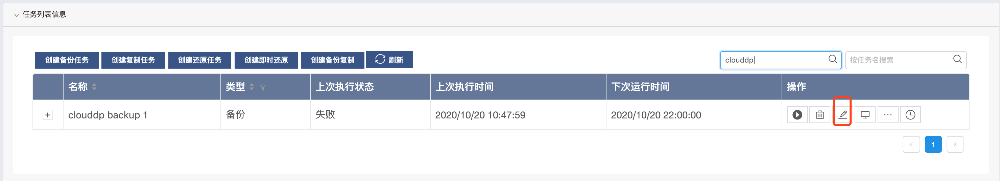 任务列表信息
创建备份任务 创建复制任务 创建还原任务 创建即时还原 创建备份复制 刷新 clouddp 按任务名搜索
名称 类型 上次执行状态 上次执行时间 下次运行时间 操作
clouddp backup 1 备份 失败 2020/10/20 10:47:59 2020/10/20 22:00:00
< 1 >